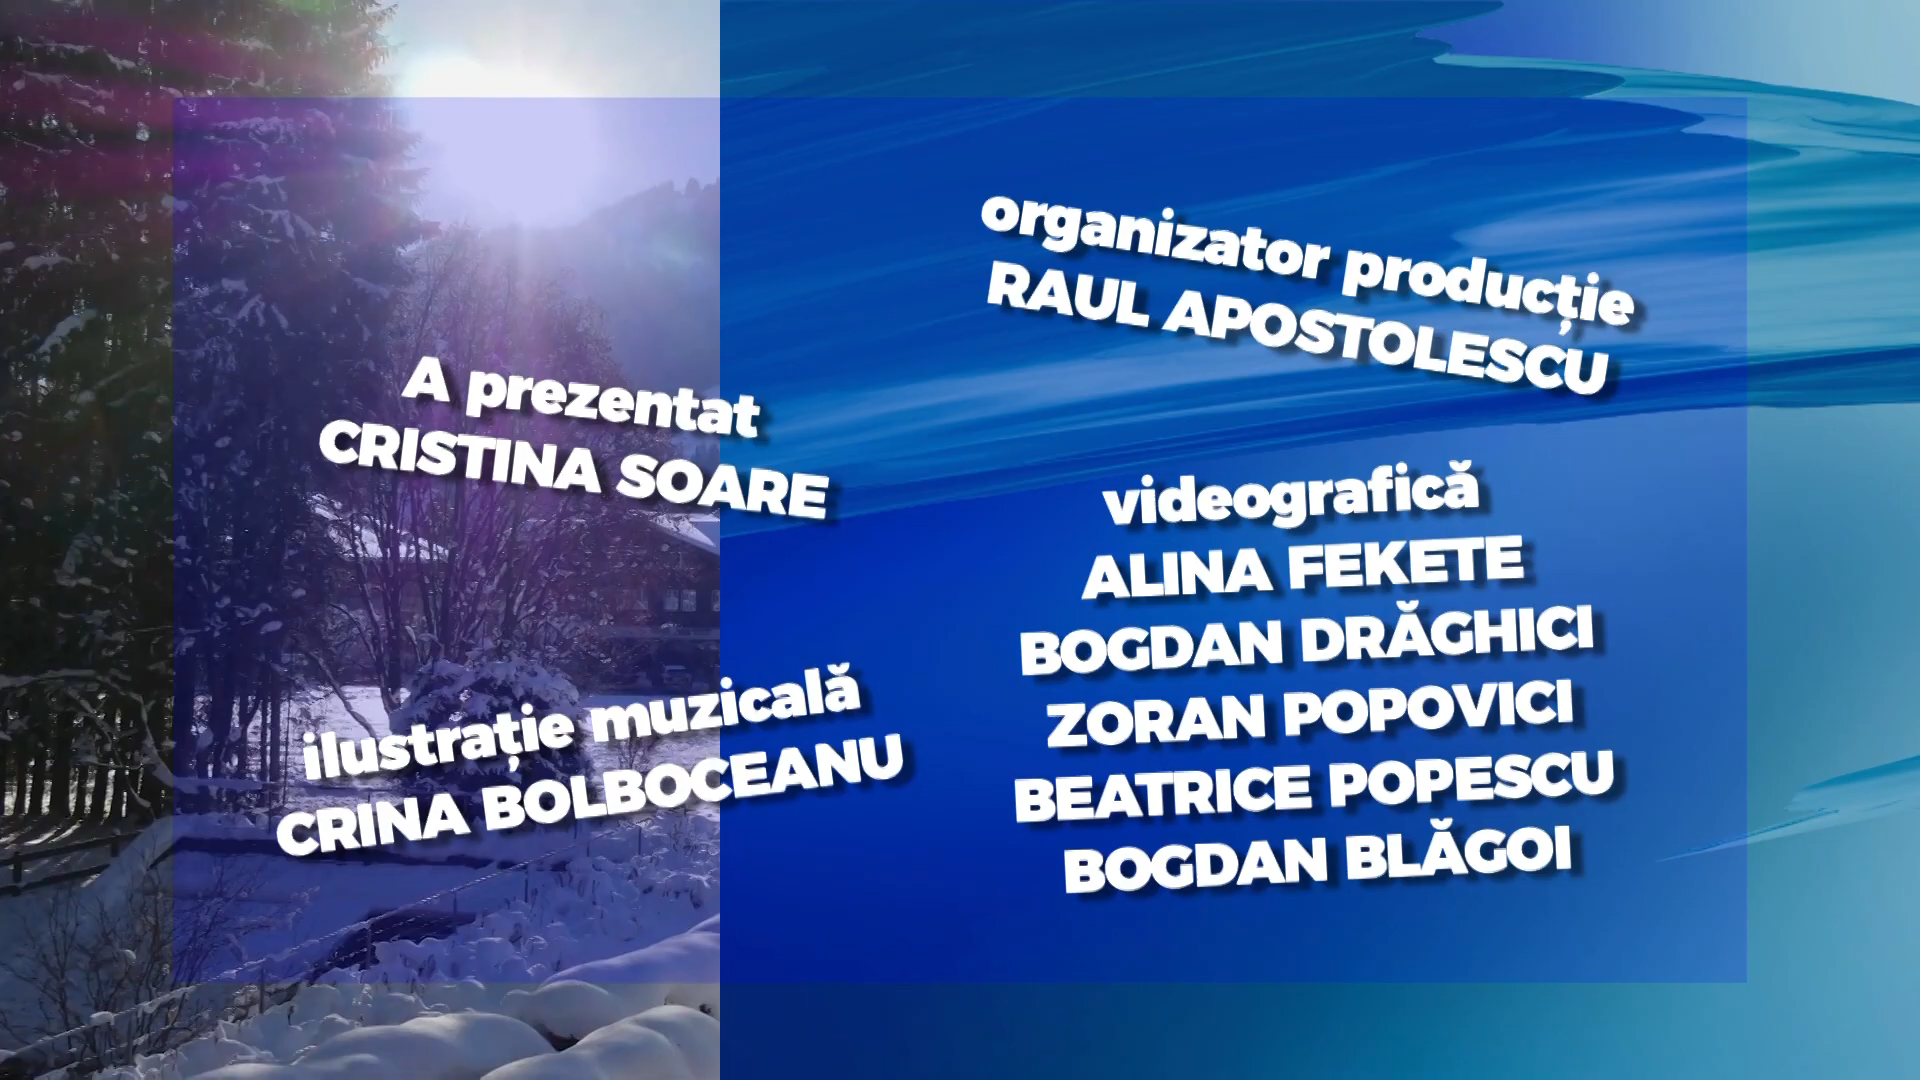 A prezentat
CRISTINA SOARE
ilustrație muzicală
CRINA BOLBOCEANU
organizator producție
RAUL APOSTOLESCU
videografică
ALINA FEKETE
BOGDAN DRĂGHICI
ZORAN POPOVICI
BEATRICE POPESCU
BOGDAN BLĂGOI